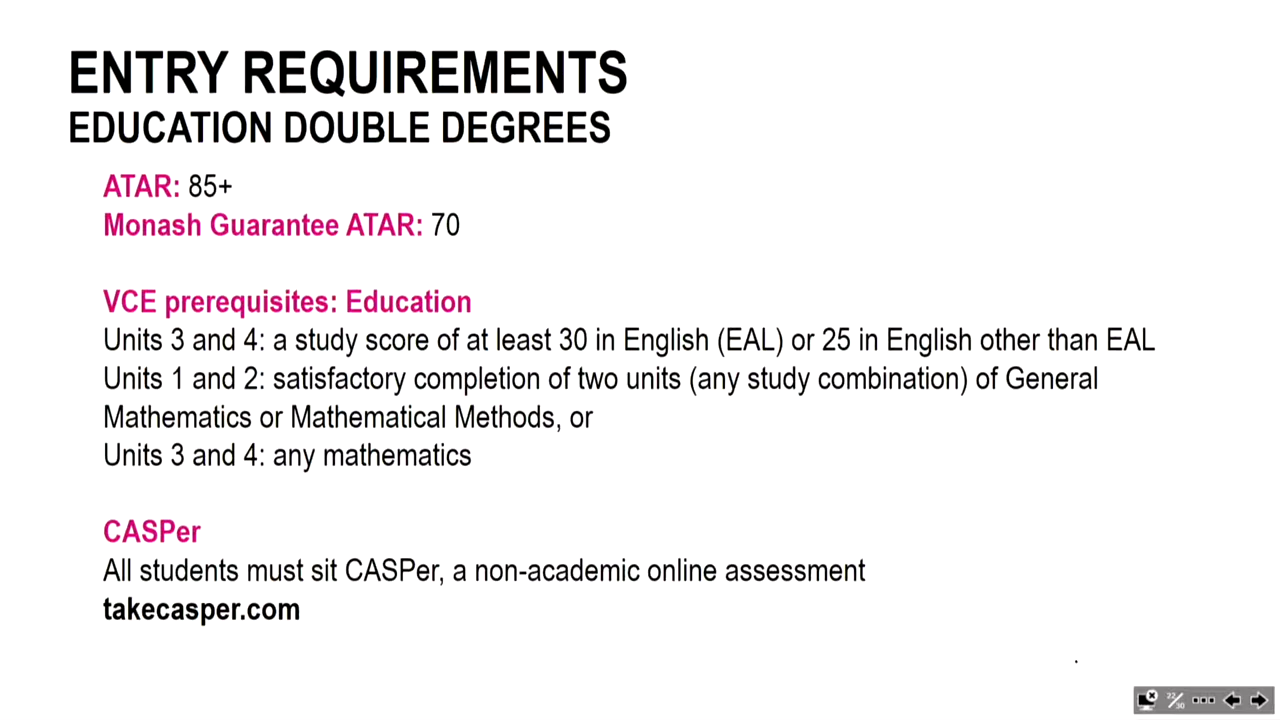 ENTRY REQUIREMENTS
EDUCATION DOUBLE DEGREES
ATAR: 85+
Monash Guarantee ATAR: 70
VCE prerequisites: Education
Units 3 and 4: a study score of at least 30 in English (EAL) or 25 in English other than EAL
Units 1 and 2: satisfactory completion of two units (any study combination) of General
Mathematics or Mathematical Methods, or
Units 3 and 4: any mathematics
CASPer
All students must sit CASPer, a non-academic online assessment
takecasper.com
22/30